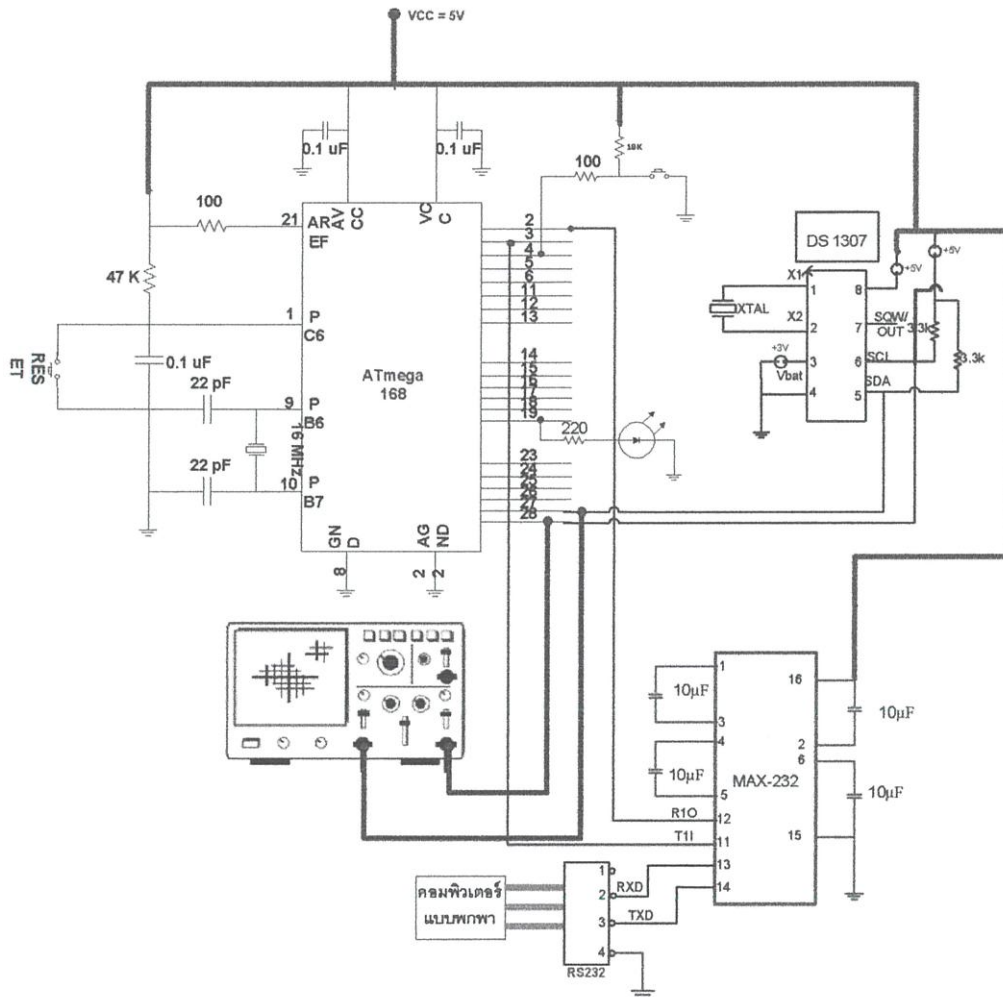 VCC = 5V
0.1 uF
0.1 uF
100
100
21
AR
EF
AV
CC
VC
C
47 K
1
P
C6
RES
ET
0.1 uF
22 pF
9
P
B6
16 MHz
22 pF
10
P
B7
ATmega
168
GN
D
8
AG
ND
2
2
2
3
4
5
6
11
12
13
14
15
16
17
18
19
220
23
24
25
26
27
28
DS 1307
+5V
+5V
X1
1
8
XTAL
X2
2
7
SQW/
OUT
3.3k
+3V
3
6
SCL
3.3k
Vbat
4
5
SDA
1
16
10µF
10µF
3
4
2
6
10µF
MAX-232
10µF
5
R1O
12
T1I
11
15
13
14
คอมพิวเตอร์
แบบพกพา
1
2
RXD
3
TXD
4
RS232